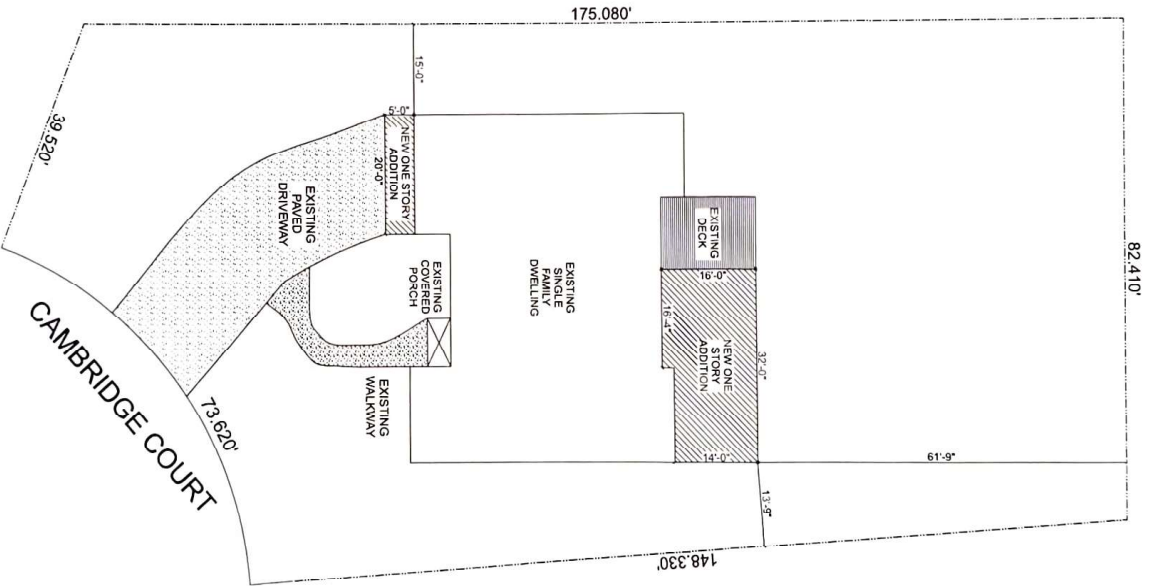 175.080'
15'-0"
39.520'
5'-0"
NEW ONE STORY
ADDITION
20'-0"
EXISTING
PAVED
DRIVEWAY
EXISTING
COVERED
PORCH
EXISTING
SINGLE
FAMILY
DWELLING
EXISTING
DECK
16'-0"
16'-4"
NEW ONE
STORY
ADDITION
32'-0"
14'-0"
61'-9"
13'-9"
82.410'
EXISTING
WALKWAY
73.620'
CAMBRIDGE COURT
148.330'